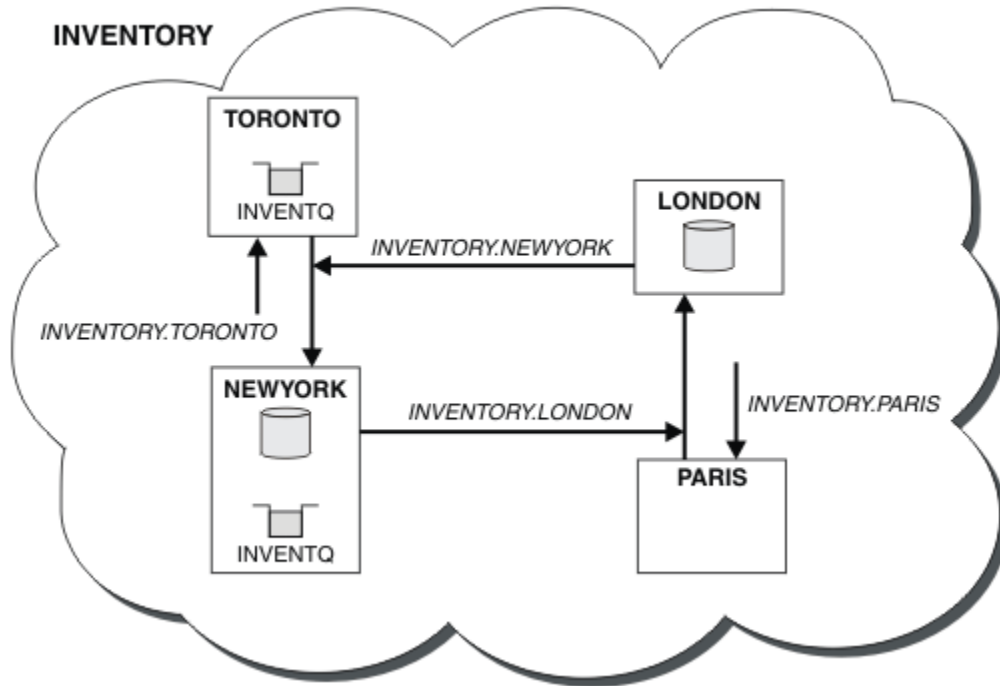 INVENTORY
TORONTO
INVENTQ
LONDON
INVENTORY.NEWYORK
INVENTORY.TORONTO
NEWYORK
INVENTORY.LONDON
INVENTORY.PARIS
PARIS
INVENTQ